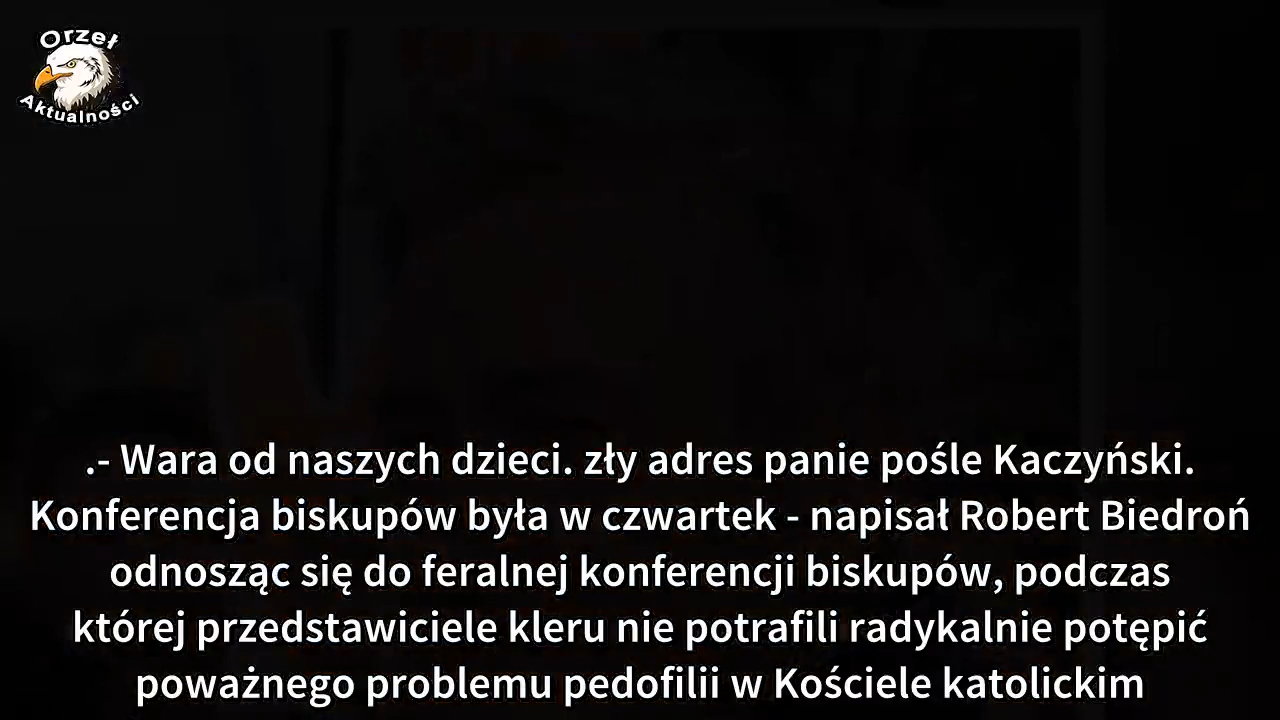 Orzeł
Aktualności
.- Wara od naszych dzieci. zły adres panie pośle Kaczyński.
Konferencja biskupów była w czwartek - napisał Robert Biedroń
odnosząc się do feralnej konferencji biskupów, podczas
której przedstawiciele kleru nie potrafili radykalnie potępić
poważnego problemu pedofilii w Kościele katolickim